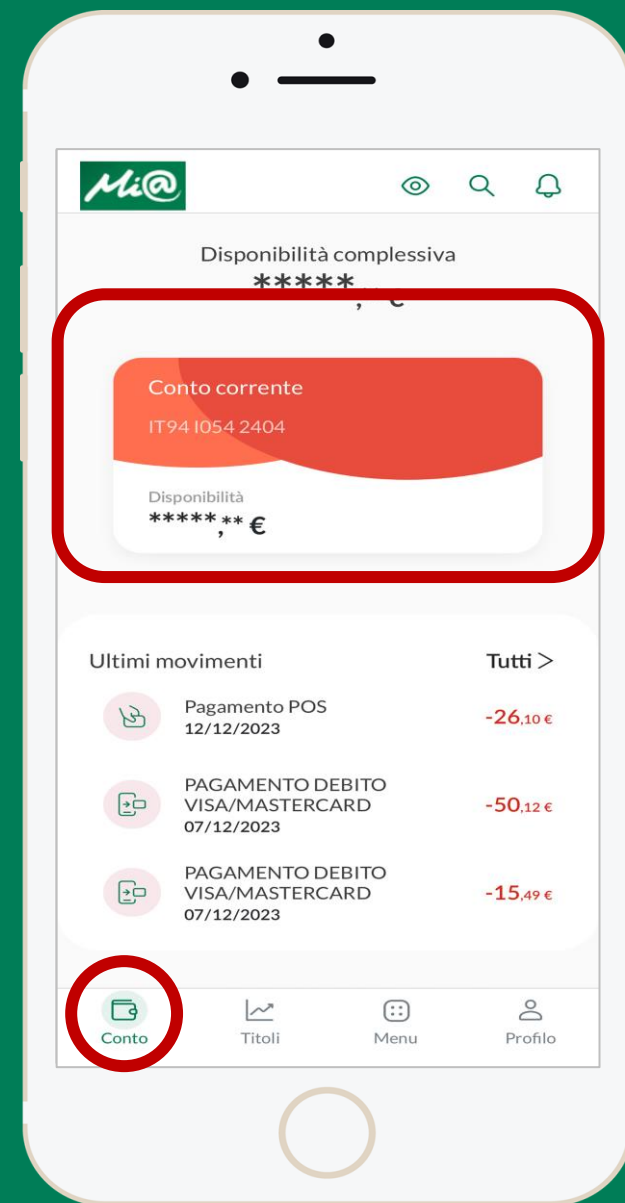 Mi@
Disponibilità complessiva
*****,** €
Conto corrente
IT94 I054 2404
Disponibilità
*****,** €
Ultimi movimenti
Tutti >
Pagamento POS
-26,10 €
12/12/2023
PAGAMENTO DEBITO
VISA/MASTERCARD
-50,12 €
07/12/2023
PAGAMENTO DEBITO
VISA/MASTERCARD
-15,49 €
07/12/2023
Conto
Titoli
Menu
Profilo